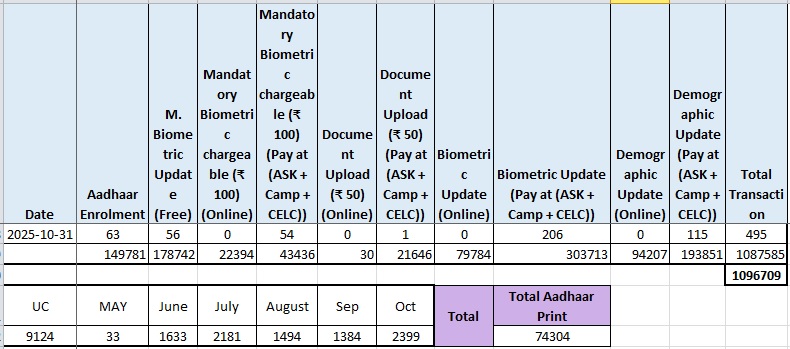 Date Aadhaar Enrolment M. Biometric Update (Free) Mandatory Biometric chargeable (₹ 100) (Online) Mandatory Biometric chargeable (₹ 100) (Pay at (ASK + Camp + CELC)) Document Upload (₹ 50) (Online) Document Upload (₹ 50) (Pay at (ASK + Camp + CELC)) Biometric Update (Online) Biometric Update (Pay at (ASK + Camp + CELC)) Demographic Update (Online) Demographic Update (Pay at (ASK + Camp + CELC)) Total Transaction
2025-10-31 63 56 0 54 0 1 0 206 0 115 495
149781 178742 22394 43436 30 21646 79784 303713 94207 193851 1087585
1096709
UC MAY June July August Sep Oct Total Total Aadhaar Print
9124 33 1633 2181 1494 1384 2399 74304